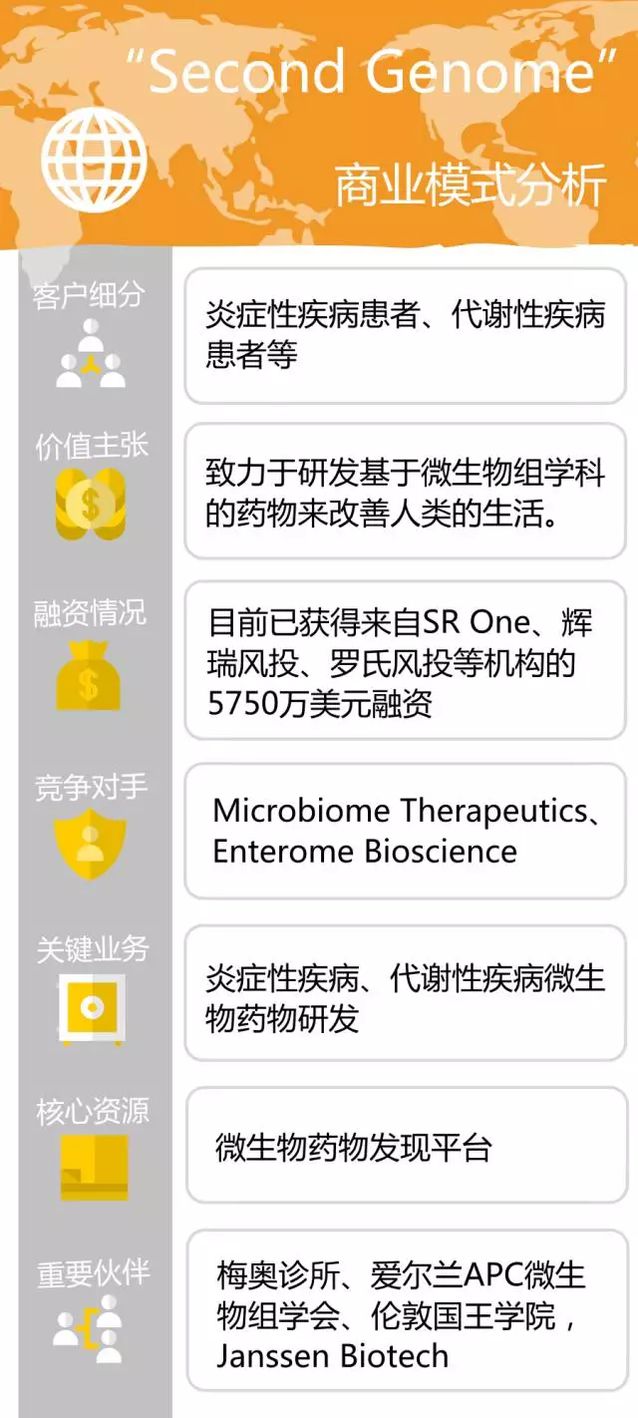 “Second Genome”
商业模式分析
客户细分
炎症性疾病患者、代谢性疾病
患者等
价值主张
致力于研发基于微生物组学科
的药物来改善人类的生活。
融资情况
目前已获得来自SR One、辉
瑞风投、罗氏风投等机构的
5750万美元融资
竞争对手
Microbiome Therapeutics、
Enterome Bioscience
关键业务
炎症性疾病、代谢性疾病微生
物药物研发
核心资源
微生物药物发现平台
重要伙伴
梅奥诊所、爱尔兰APC微生
物组学会、伦敦国王学院，
Janssen Biotech